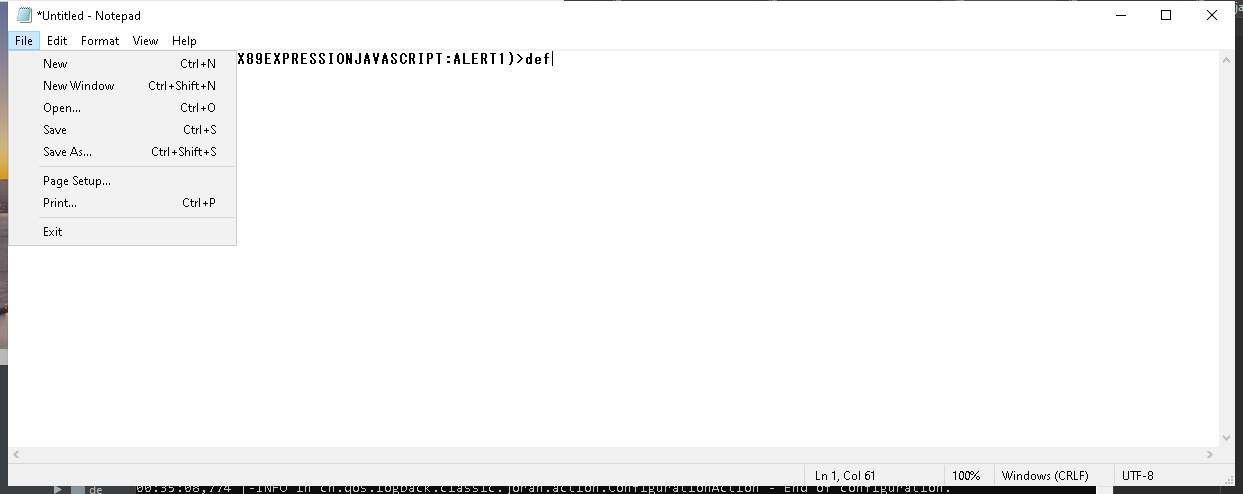 *Untitled - Notepad
File Edit Format View Help
X89EXPRESSIONJAVASCRIPT:ALERT1)>def
New Ctrl+N
New Window Ctrl+Shift+N
Open... Ctrl+O
Save Ctrl+S
Save As... Ctrl+Shift+S
Page Setup...
Print... Ctrl+P
Exit
Ln 1, Col 61 100% Windows (CRLF) UTF-8
de 00:35:08,774 |-INFO in ch.qos.logback.classic.joran.action.ConfigurationAction - End of configuration.